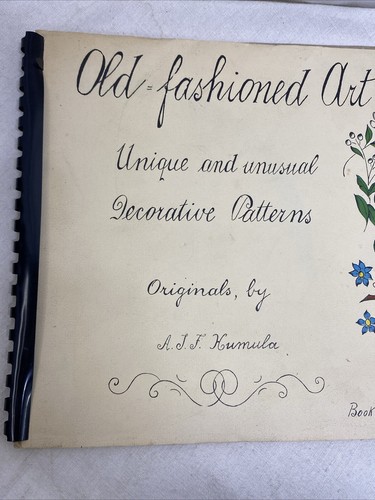 Old-fashioned Art
Unique and unusual
Decorative Patterns
Originals, by
A.J.F. Kumula
Book